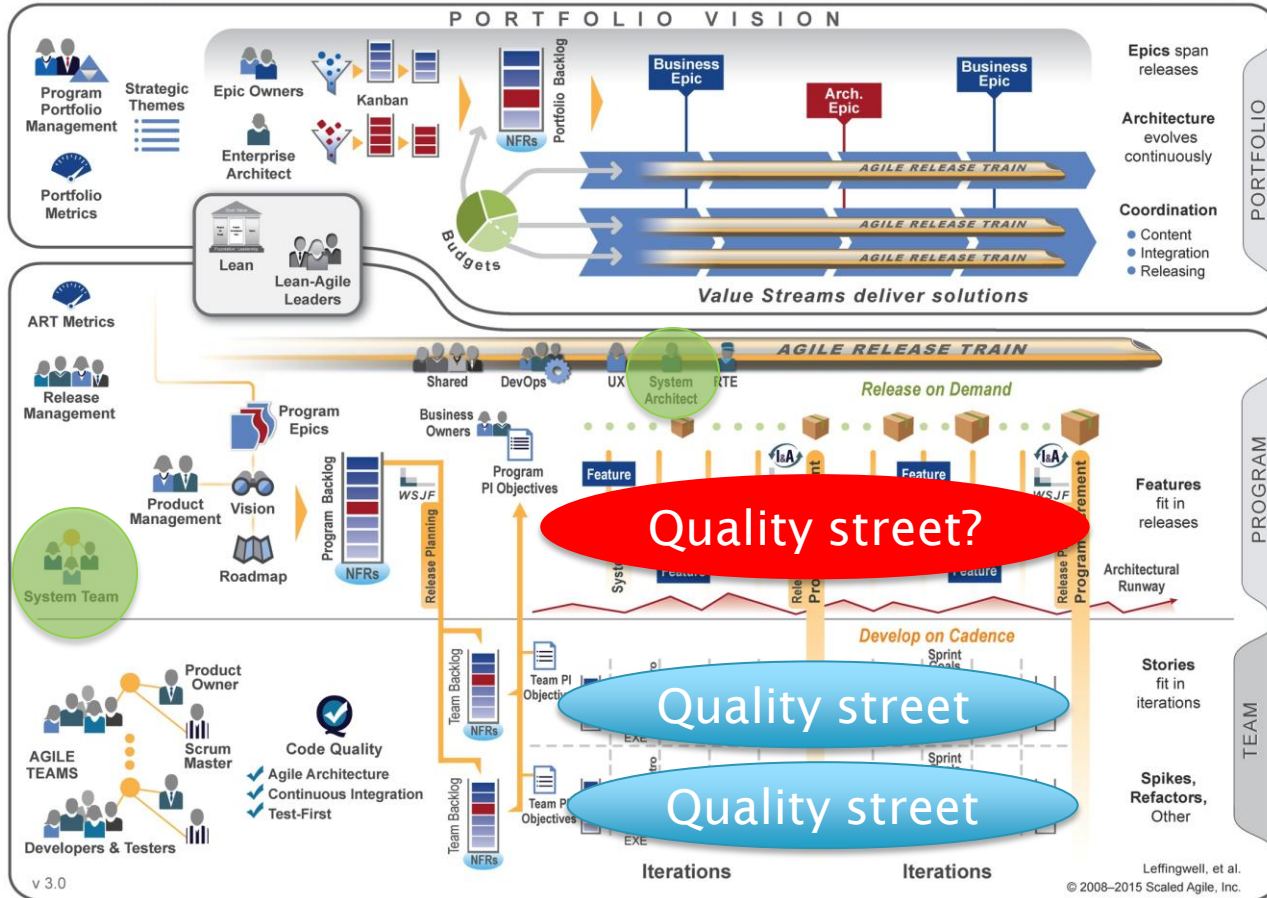 PORTFOLIO VISION
Program
Portfolio
Management
Strategic
Themes
Portfolio
Metrics
Epic Owners
Enterprise
Architect
Kanban
Portfolio Backlog
NFRs
Business
Epic
Arch.
Epic
Business
Epic
AGILE RELEASE TRAIN
AGILE RELEASE TRAIN
AGILE RELEASE TRAIN
Budgets
Value Streams deliver solutions
Epics span
releases
Architecture
evolves
continuously
Coordination
Content
Integration
Releasing
PORTFOLIO
Lean
Lean-Agile
Leaders
ART Metrics
Release
Management
AGILE RELEASE TRAIN
Shared
DevOps
UX
System
Architect
RTE
Release on Demand
Program
Epics
Business
Owners
Program
PI Objectives
Product
Management
Vision
Roadmap
Program Backlog
NFRs
WSJF
Release Planning
Feature
I&A
Feature
I&A
WSJF
Quality street?
Feature
Feature
Features
fit in
releases
Architectural
Runway
PROGRAM
System Team
Develop on Cadence
Product
Owner
Scrum
Master
AGILE
TEAMS
Developers & Testers
Code Quality
Agile Architecture
Continuous Integration
Test-First
Team Backlog
NFRs
Team PI
Objectives
Sprint
Quality street
EXE
Team Backlog
NFRs
Team PI
Objectives
Sprint
Quality street
EXE
Stories
fit in
iterations
Spikes,
Refactors,
Other
TEAM
Iterations
Iterations
v 3.0
Leffingwell, et al.
© 2008–2015 Scaled Agile, Inc.